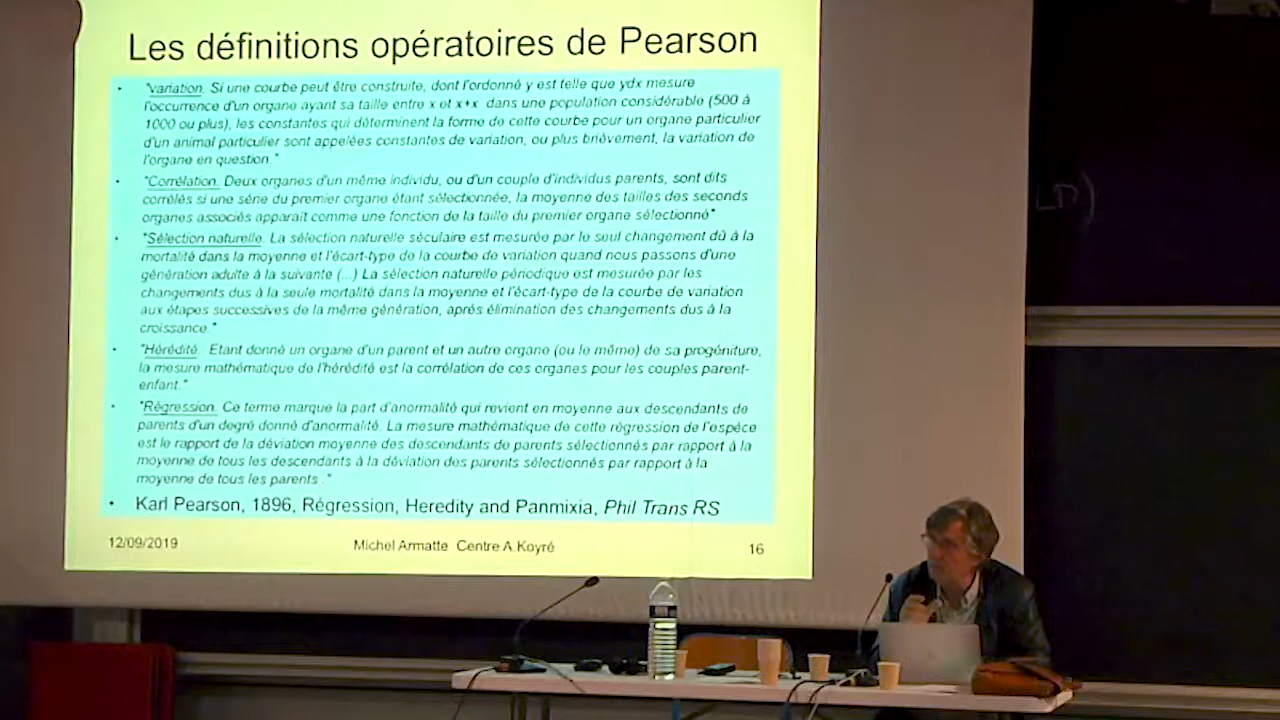 Les définitions opératoires de Pearson
• "variation. Si une courbe peut être construite, dont l'ordonné y est telle que ydx mesure
l'occurrence d'un organe ayant sa taille entre x et x+x dans une population considérable (500 à
1000 ou plus), les constantes qui déterminent la forme de cette courbe pour un organe particulier
d'un animal particulier sont appelées constantes de variation, ou plus brièvement, la variation de
l'organe en question."
• "Corrélation. Deux organes d'un même individu, ou d'un couple d'individus parents, sont dits
corrélés si une série du premier organe étant sélectionnée, la moyenne des tailles des seconds
organes associés apparaît comme une fonction de la taille du premier organe sélectionné"
• "Sélection naturelle. La sélection naturelle séculaire est mesurée par le seul changement dû à la
mortalité dans la moyenne et l'écart-type de la courbe de variation quand nous passons d'une
génération adulte à la suivante (...) La sélection naturelle périodique est mesurée par les
changements dus à la seule mortalité dans la moyenne et l'écart-type de la courbe de variation
aux étapes successives de la même génération, après élimination des changements dus à la
croissance."
• "Hérédité. Etant donné un organe d'un parent et un autre organe (ou le même) de sa progéniture,
la mesure mathématique de l'hérédité est la corrélation de ces organes pour les couples parent-
enfant."
• "Régression. Ce terme marque la part d'anormalité qui revient en moyenne aux descendants de
parents d'un degré donné d'anormalité. La mesure mathématique de cette régression de l'espèce
est le rapport de la déviation moyenne des descendants de parents sélectionnés par rapport à la
moyenne de tous les descendants à la déviation des parents sélectionnés par rapport à la
moyenne de tous les parents ."
• Karl Pearson, 1896, Régression, Heredity and Panmixia, Phil Trans RS
12/09/2019 Michel Armatte Centre A.Koyré 16